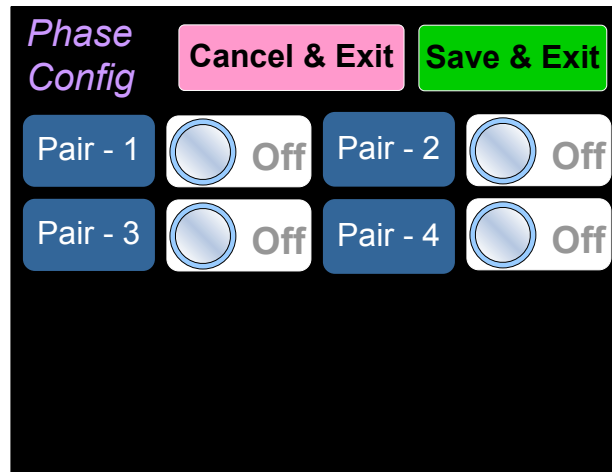 Phase
Config
Cancel & Exit
Save & Exit
Pair - 1
Off
Pair - 2
Off
Pair - 3
Off
Pair - 4
Off